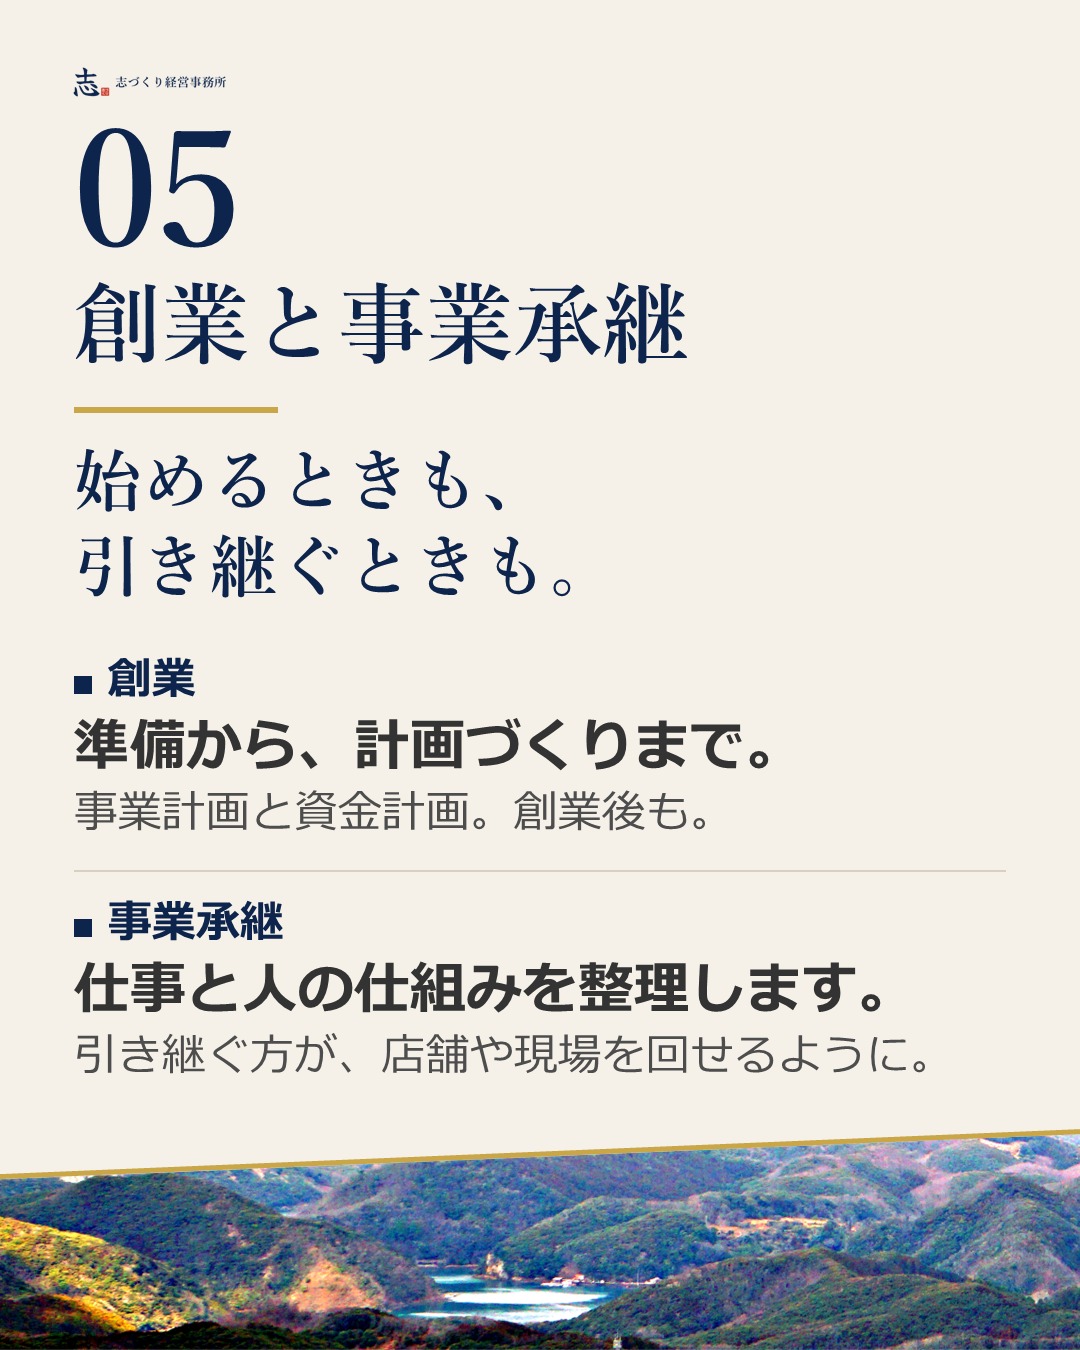 志 志づくり経営事務所
05
創業と事業承継
始めるときも、
引き継ぐときも。
創業
準備から、計画づくりまで。
事業計画と資金計画。創業後も。
事業承継
仕事と人の仕組みを整理します。
引き継ぐ方が、店舗や現場を回せるように。